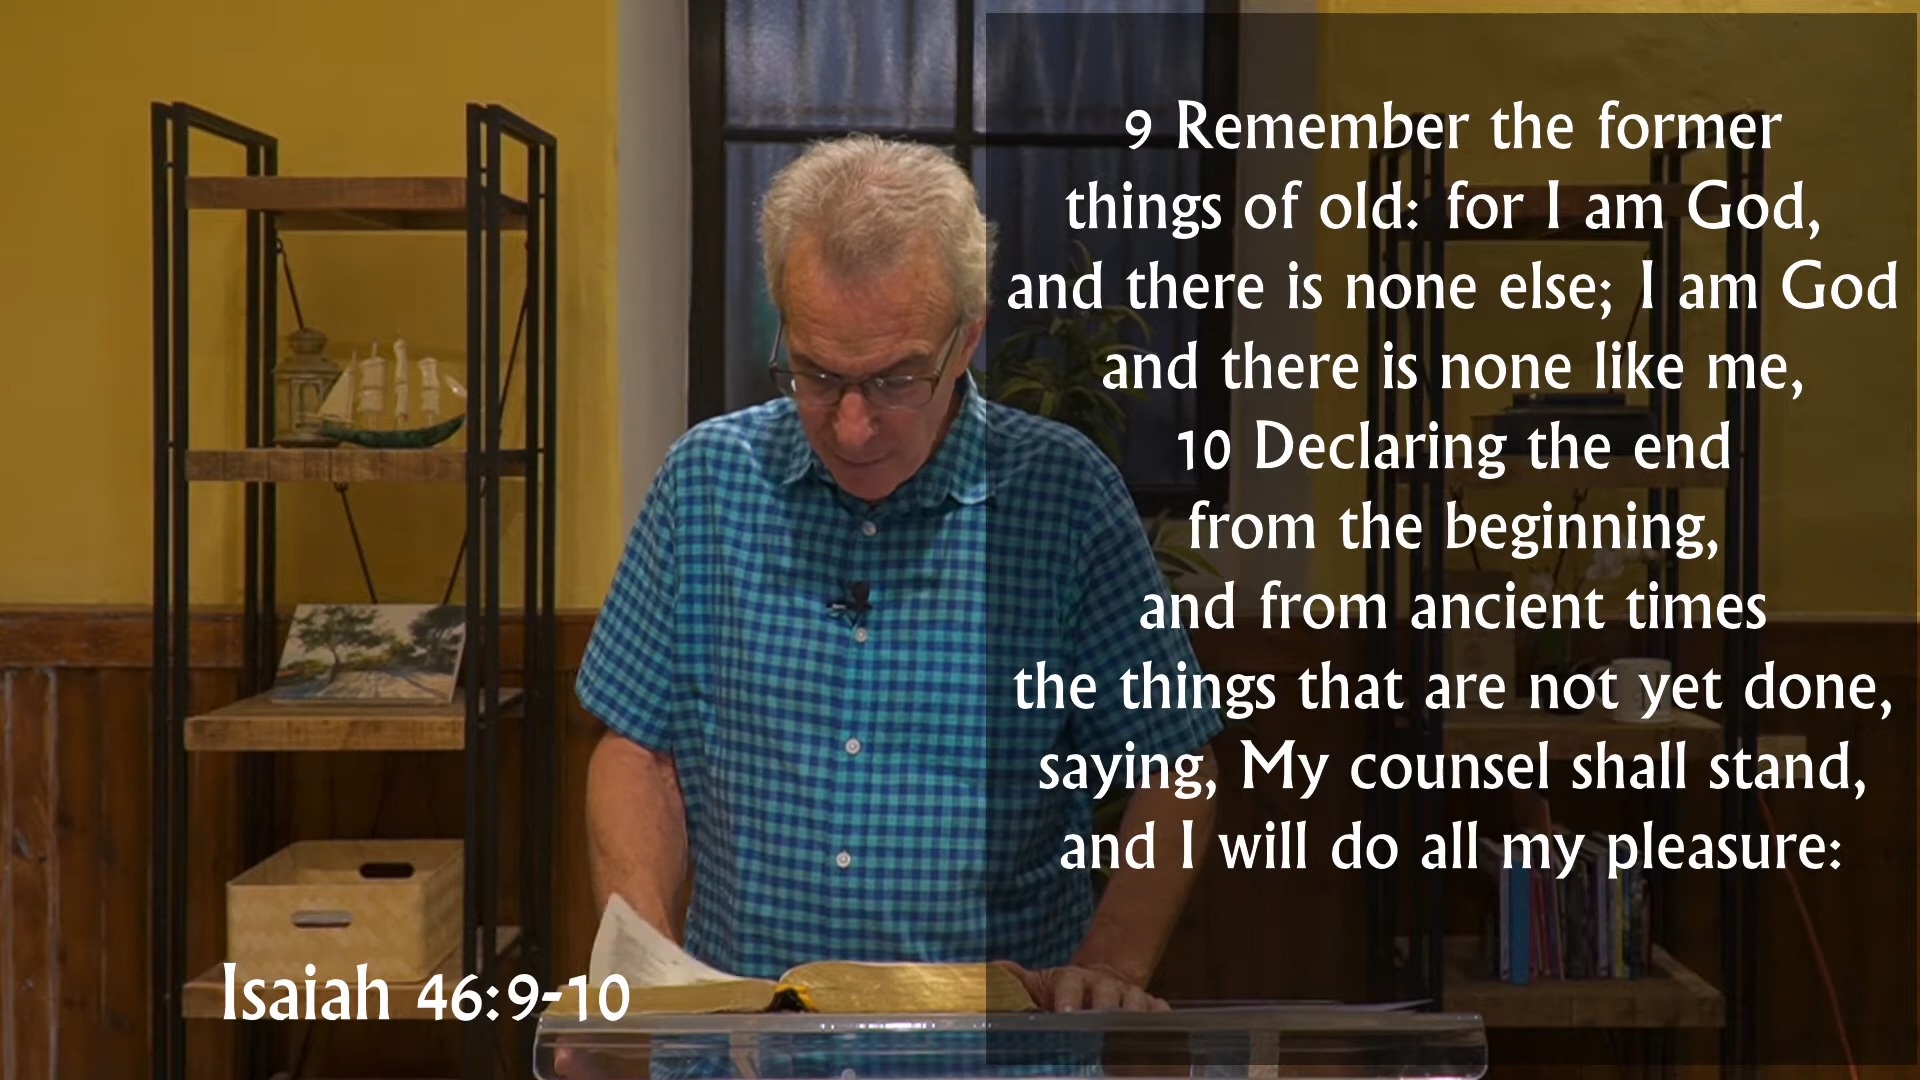 9 Remember the former
things of old: for I am God,
and there is none else; I am God
and there is none like me,
10 Declaring the end
from the beginning,
and from ancient times
the things that are not yet done,
saying, My counsel shall stand,
and I will do all my pleasure:
Isaiah 46:9-10